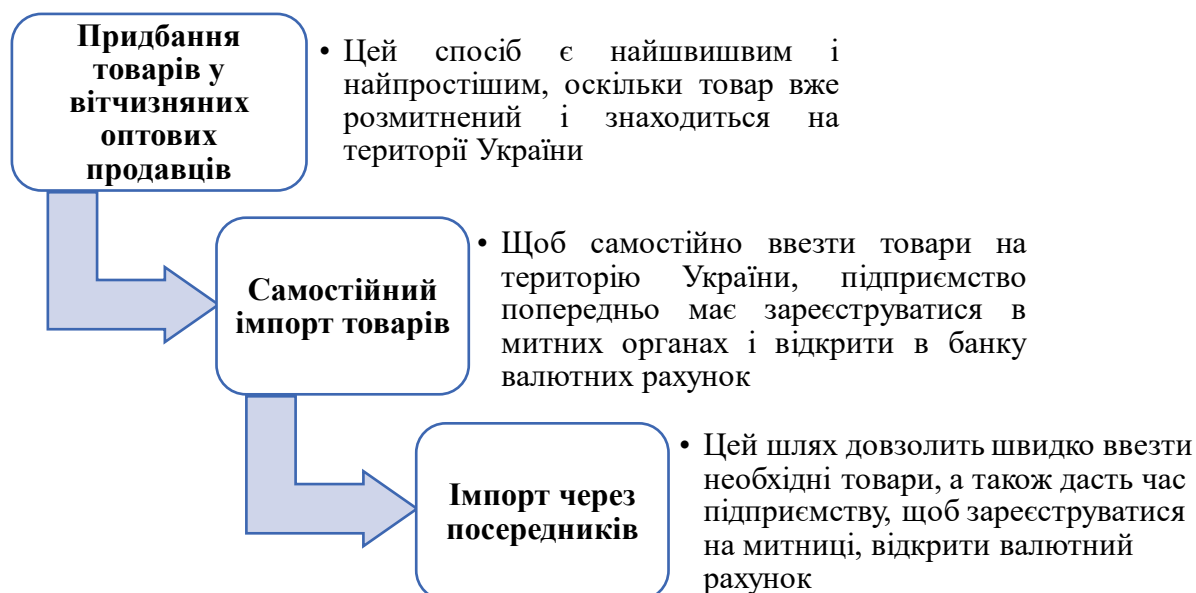 Придбання
товарів у
вітчизняних
оптових
продавців
• Цей спосіб є найшвишвим і
найпростішим, оскільки товар вже
розмитнений і знаходиться на
території України
Самостійний
імпорт товарів
• Щоб самостійно ввезти товари на
територію України, підприємство
попередньо має зареєструватися в
митних органах і відкрити в банку
валютних рахунок
Імпорт через
посередників
• Цей шлях довзолить швидко ввезти
необхідні товари, а також дасть час
підприємству, щоб зареєструватися
на митниці, відкрити валютний
рахунок